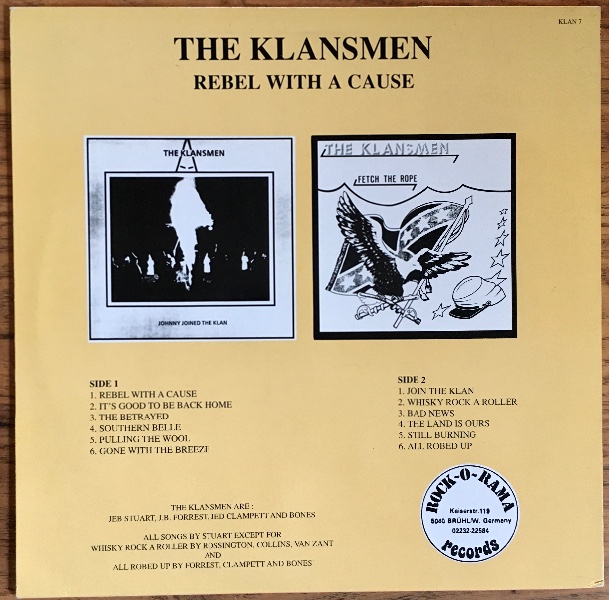 KLAN 7
THE KLANSMEN
REBEL WITH A CAUSE
THE KLANSMEN
JOHNNY JOINED THE KLAN
THE KLANSMEN
FETCH THE ROPE
SIDE 1
1. REBEL WITH A CAUSE
2. IT'S GOOD TO BE BACK HOME
3. THE BETRAYED
4. SOUTHERN BELLE
5. PULLING THE WOOL
6. GONE WITH THE BREEZE
SIDE 2
1. JOIN THE KLAN
2. WHISKY ROCK A ROLLER
3. BAD NEWS
4. TEE LAND IS OURS
5. STILL BURNING
6. ALL ROBED UP
THE KLANSMEN ARE :
JEB STUART, J.B. FORREST, JED CLAMPETT AND BONES
ALL SONGS BY STUART EXCEPT FOR
WHISKY ROCK A ROLLER BY ROSSINGTON, COLLINS, VAN ZANT
AND
ALL ROBED UP BY FORREST, CLAMPETT AND BONES
ROCK-O-RAMA
Kaiserstr.119
5040 BRÜHL/W. Germany
02232-22584
records